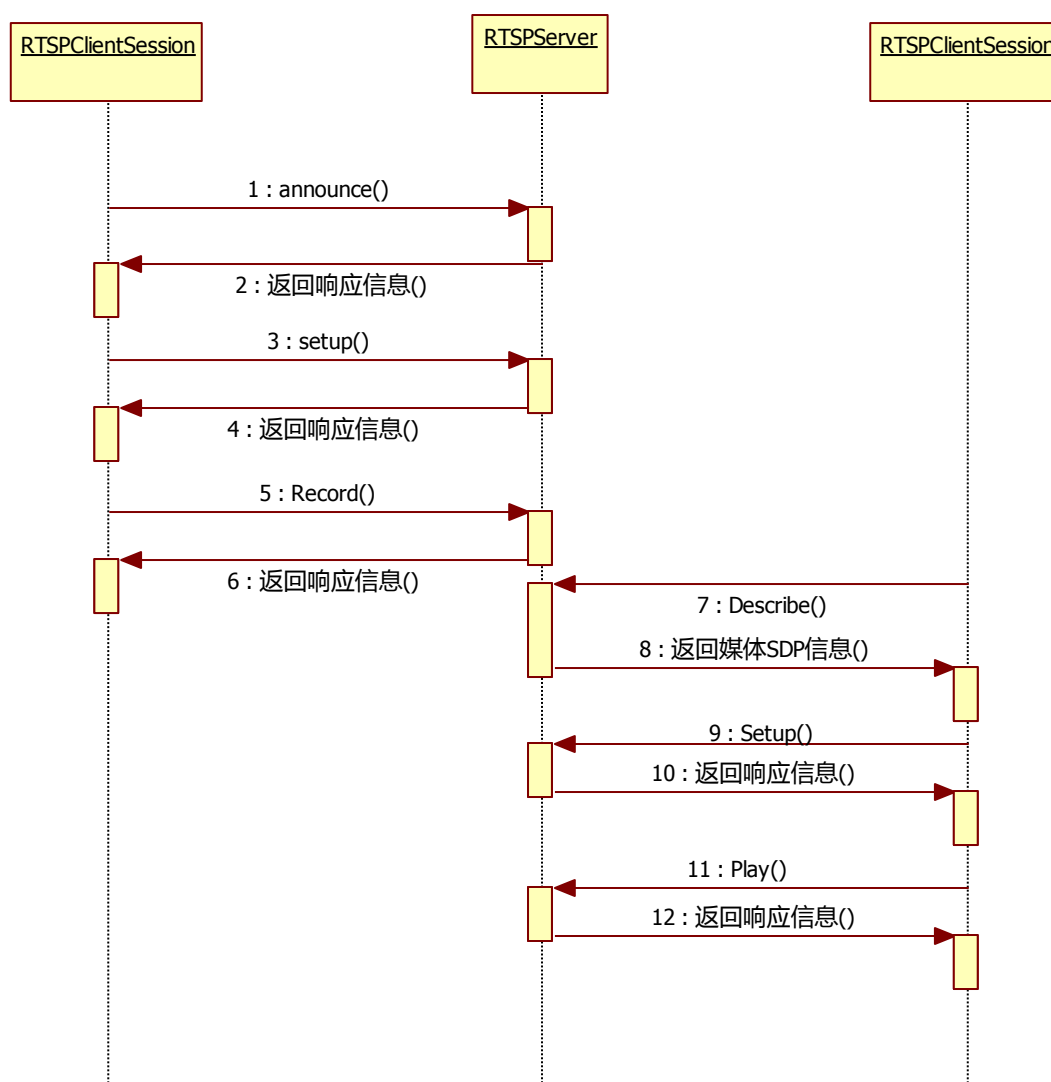 RTSPClientSession
RTSPServer
RTSPClientSession
1 : announce()
2 : 返回响应信息()
3 : setup()
4 : 返回响应信息()
5 : Record()
6 : 返回响应信息()
7 : Describe()
8 : 返回媒体SDP信息()
9 : Setup()
10 : 返回响应信息()
11 : Play()
12 : 返回响应信息()